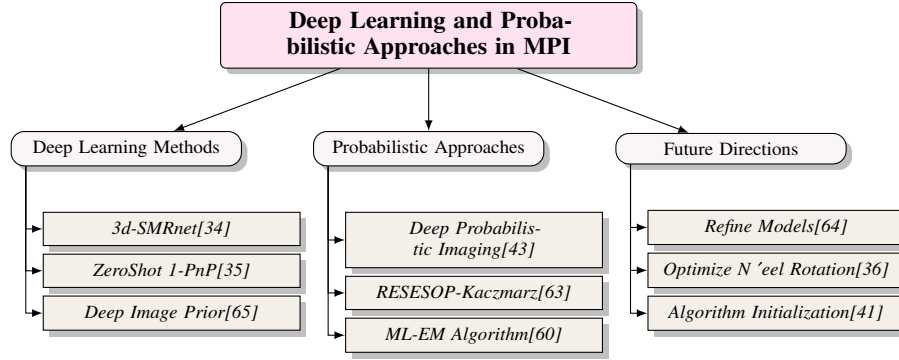 Deep Learning and Proba-
bilistic Approaches in MPI
Deep Learning Methods
3d-SMRnet[34]
ZeroShot 1-PnP[35]
Deep Image Prior[65]
Probabilistic Approaches
Deep Probabilis-
tic Imaging[43]
RESESOP-Kaczmarz[63]
ML-EM Algorithm[60]
Future Directions
Refine Models[64]
Optimize N ´eel Rotation[36]
Algorithm Initialization[41]